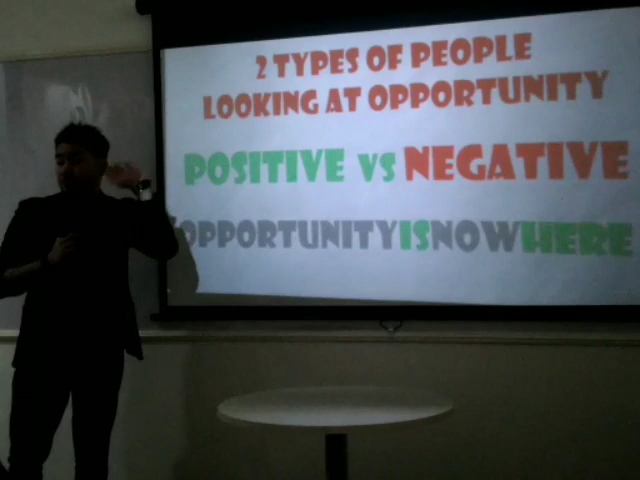 2 TYPES OF PEOPLE
LOOKING AT OPPORTUNITY
POSITIVE VS NEGATIVE
OPPORTUNITYISNOWHERE